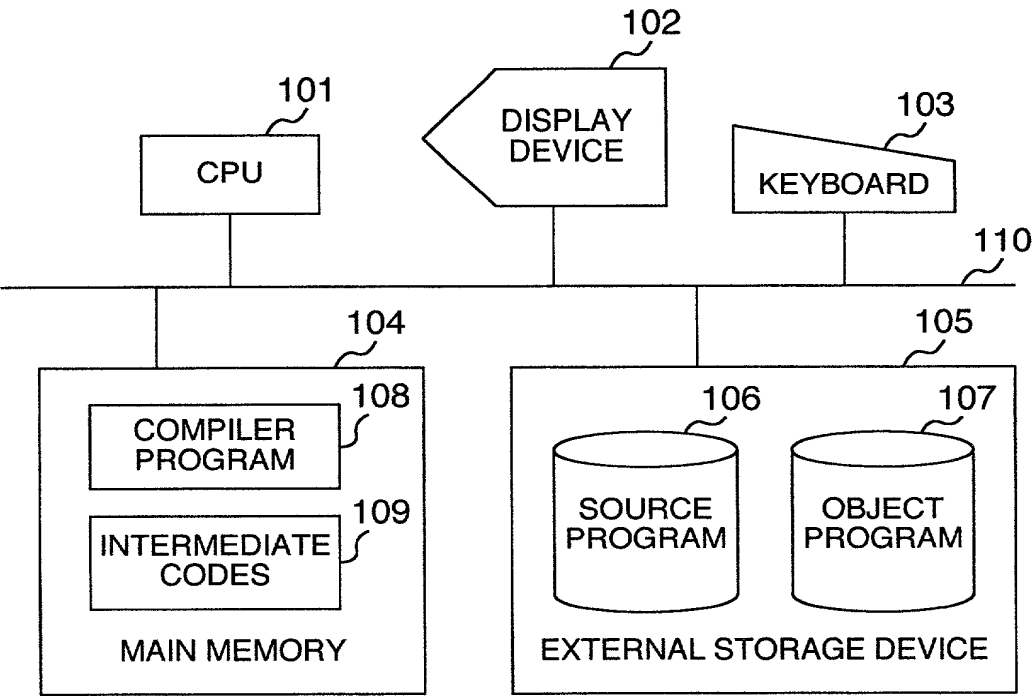 102
101
DISPLAY
DEVICE
103
CPU
KEYBOARD
110
104
105
108
COMPILER
PROGRAM
106
107
109
INTERMEDIATE
CODES
SOURCE
PROGRAM
OBJECT
PROGRAM
MAIN MEMORY
EXTERNAL STORAGE DEVICE